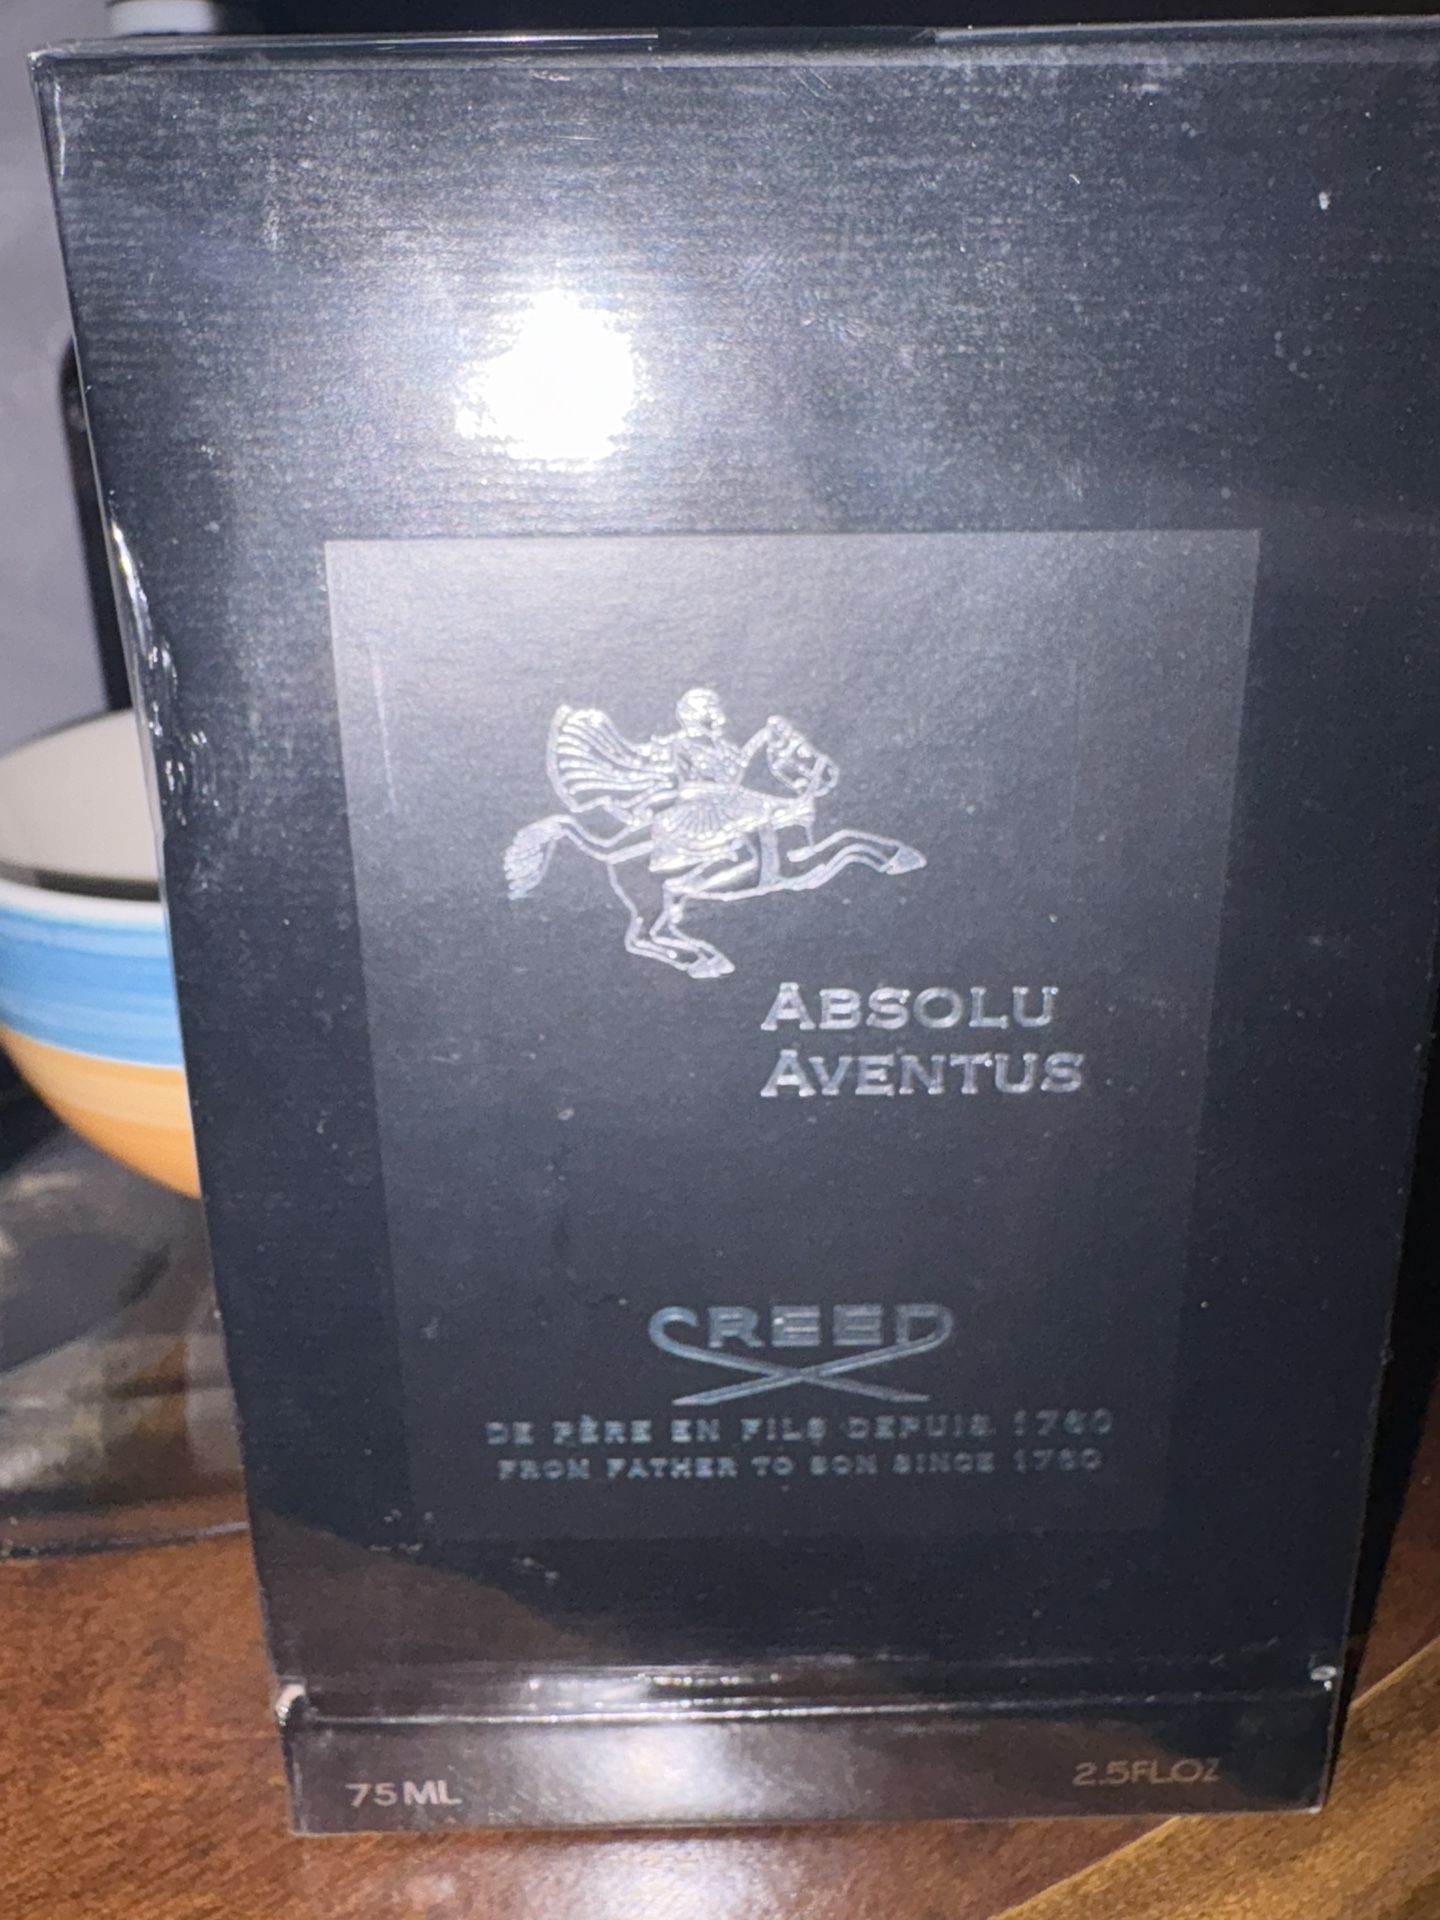 ABSOLU
AVENTUS
CREED
DE PÈRE EN FILS DEPUIS 1760
FROM FATHER TO SON SINCE 1760
75ML 2.5FLOZ